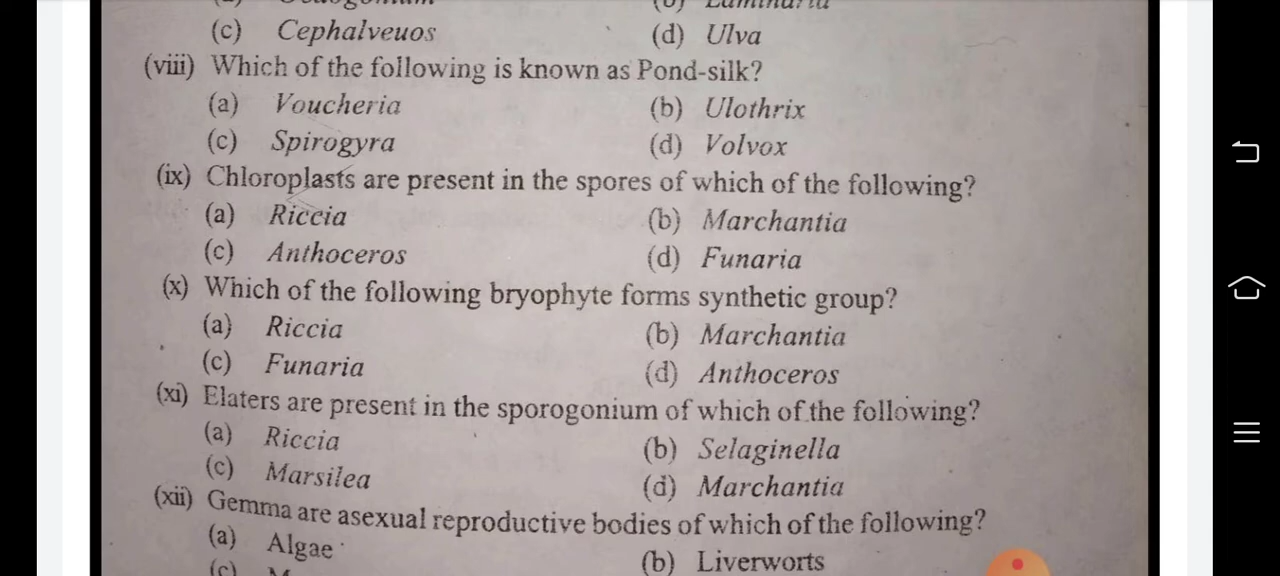 (c) Cephalveuos (d) Ulva
(viii) Which of the following is known as Pond-silk?
(a) Voucheria (b) Ulothrix
(c) Spirogyra (d) Volvox
(ix) Chloroplasts are present in the spores of which of the following?
(a) Riccia (b) Marchantia
(c) Anthoceros (d) Funaria
(x) Which of the following bryophyte forms synthetic group?
(a) Riccia (b) Marchantia
(c) Funaria (d) Anthoceros
(xi) Elaters are present in the sporogonium of which of the following?
(a) Riccia (b) Selaginella
(c) Marsilea (d) Marchantia
(xii) Gemma are asexual reproductive bodies of which of the following?
(a) Algae (b) Liverworts